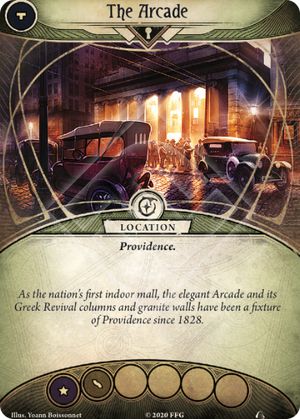 The Arcade
LOCATION
Providence.
As the nation's first indoor mall, the elegant Arcade and its
Greek Revival columns and granite walls have been a fixture
of Providence since 1828.
Illus. Yoann Boissonnet
© 2020 FFG